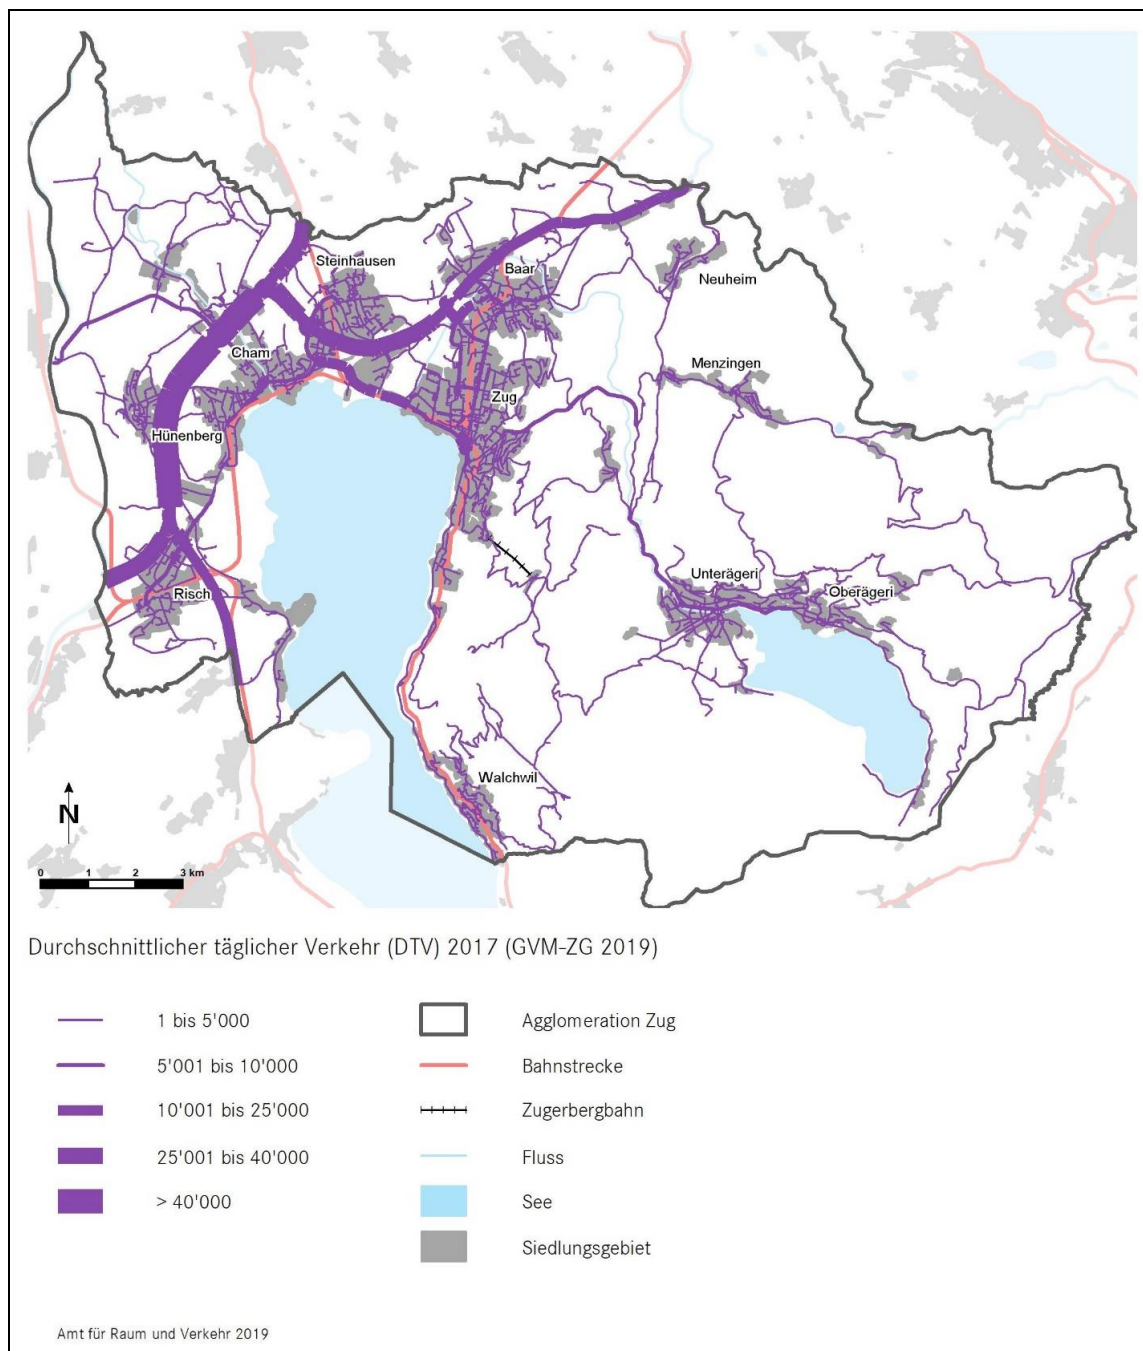 Steinhausen
Baar
Neuheim
Cham
Menzingen
Zug
Hünenberg
Unterägeri
Oberägeri
Risch
Walchwil
N
0 1 2 3 km
Durchschnittlicher täglicher Verkehr (DTV) 2017 (GVM-ZG 2019)
1 bis 5'000
5'001 bis 10'000
10'001 bis 25'000
25'001 bis 40'000
> 40'000
Agglomeration Zug
Bahnstrecke
Zugerbergbahn
Fluss
See
Siedlungsgebiet
Amt für Raum und Verkehr 2019